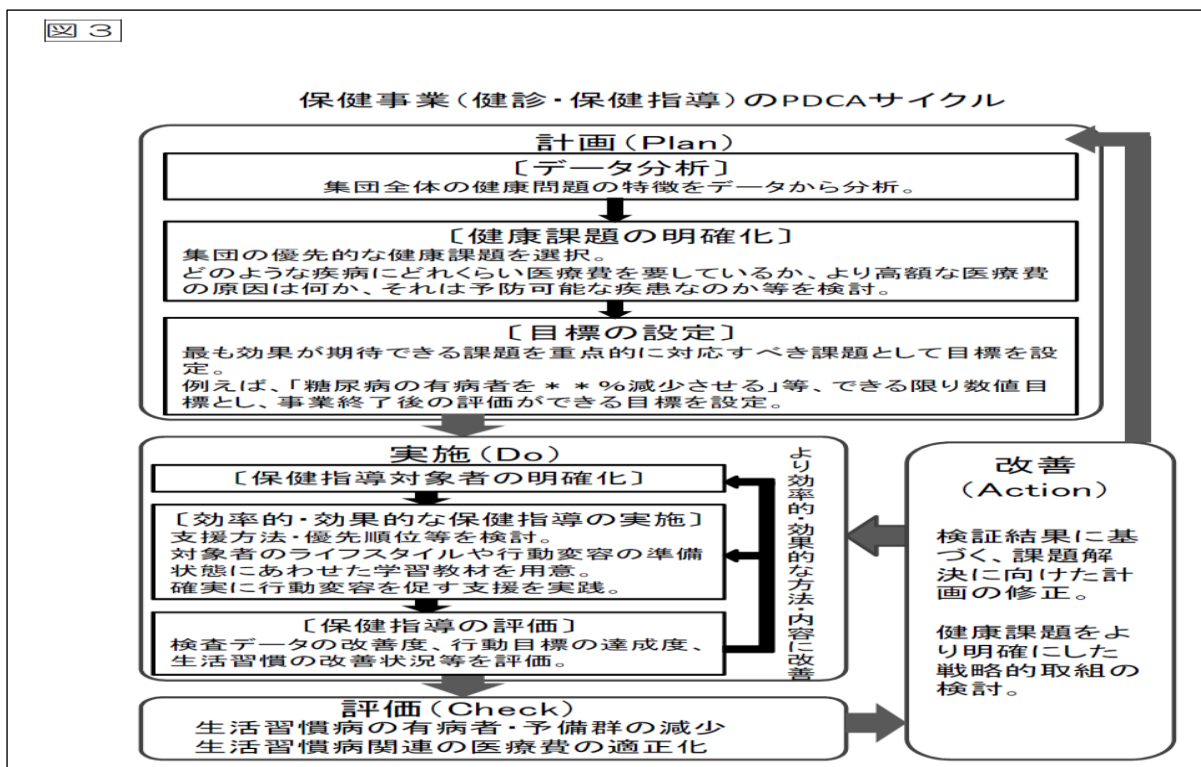 図３
保健事業(健診・保健指導)のPDCAサイクル
計画(Plan)
〔データ分析〕
集団全体の健康問題の特徴をデータから分析。
〔健康課題の明確化〕
集団の優先的な健康課題を選択。
どのような疾病にどれくらい医療費を要しているか、より高額な医療費
の原因は何か、それは予防可能な疾患なのか等を検討。
〔目標の設定〕
最も効果が期待できる課題を重点的に対応すべき課題として目標を設
定。
例えば、「糖尿病の有病者を＊＊％減少させる」等、できる限り数値目
標とし、事業終了後の評価ができる目標を設定。
実施(Do)
〔保健指導対象者の明確化〕
〔効率的・効果的な保健指導の実施〕
支援方法・優先順位等を検討。
対象者のライフスタイルや行動変容の準備
状態にあわせた学習教材を用意。
確実に行動変容を促す支援を実践。
〔保健指導の評価〕
検査データの改善度、行動目標の達成度、
生活習慣の改善状況等を評価。
より効率的・効果的な方法・内容に改善
評価(Check)
生活習慣病の有病者・予備群の減少
生活習慣病関連の医療費の適正化
改善
(Action)
検証結果に基
づく、課題解
決に向けた計
画の修正。
健康課題をよ
り明確にした
戦略的取組の
検討。